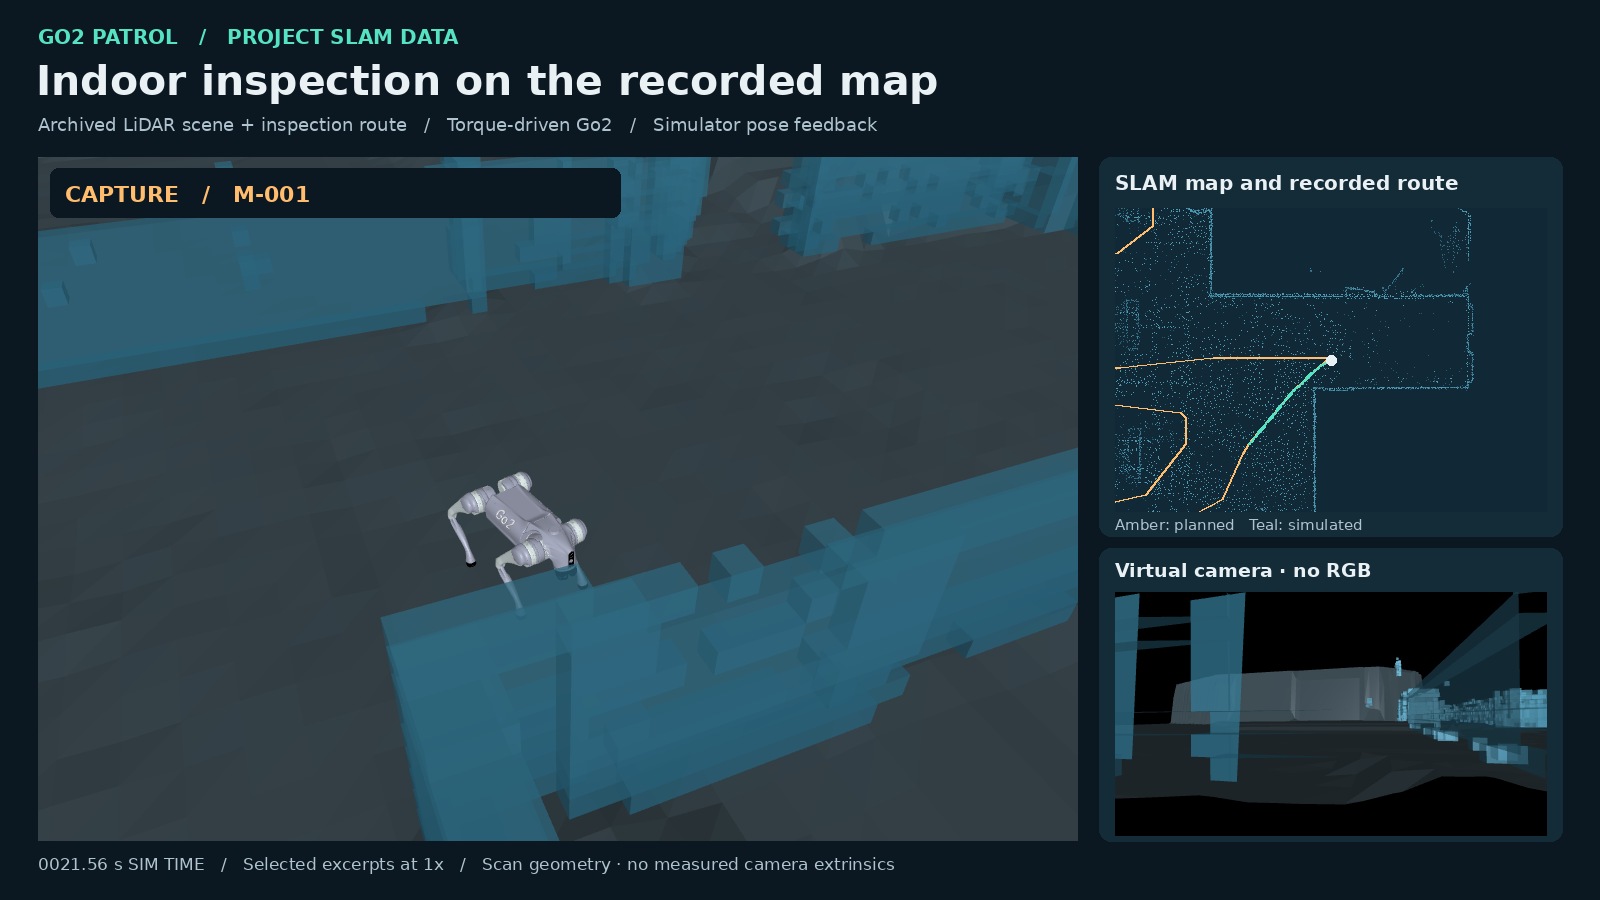 GO2 PATROL / PROJECT SLAM DATA
Indoor inspection on the recorded map
Archived LiDAR scene + inspection route / Torque-driven Go2 / Simulator pose feedback
CAPTURE / M-001
Go2
SLAM map and recorded route
Amber: planned Teal: simulated
Virtual camera · no RGB
0021.56 s SIM TIME / Selected excerpts at 1x / Scan geometry · no measured camera extrinsics